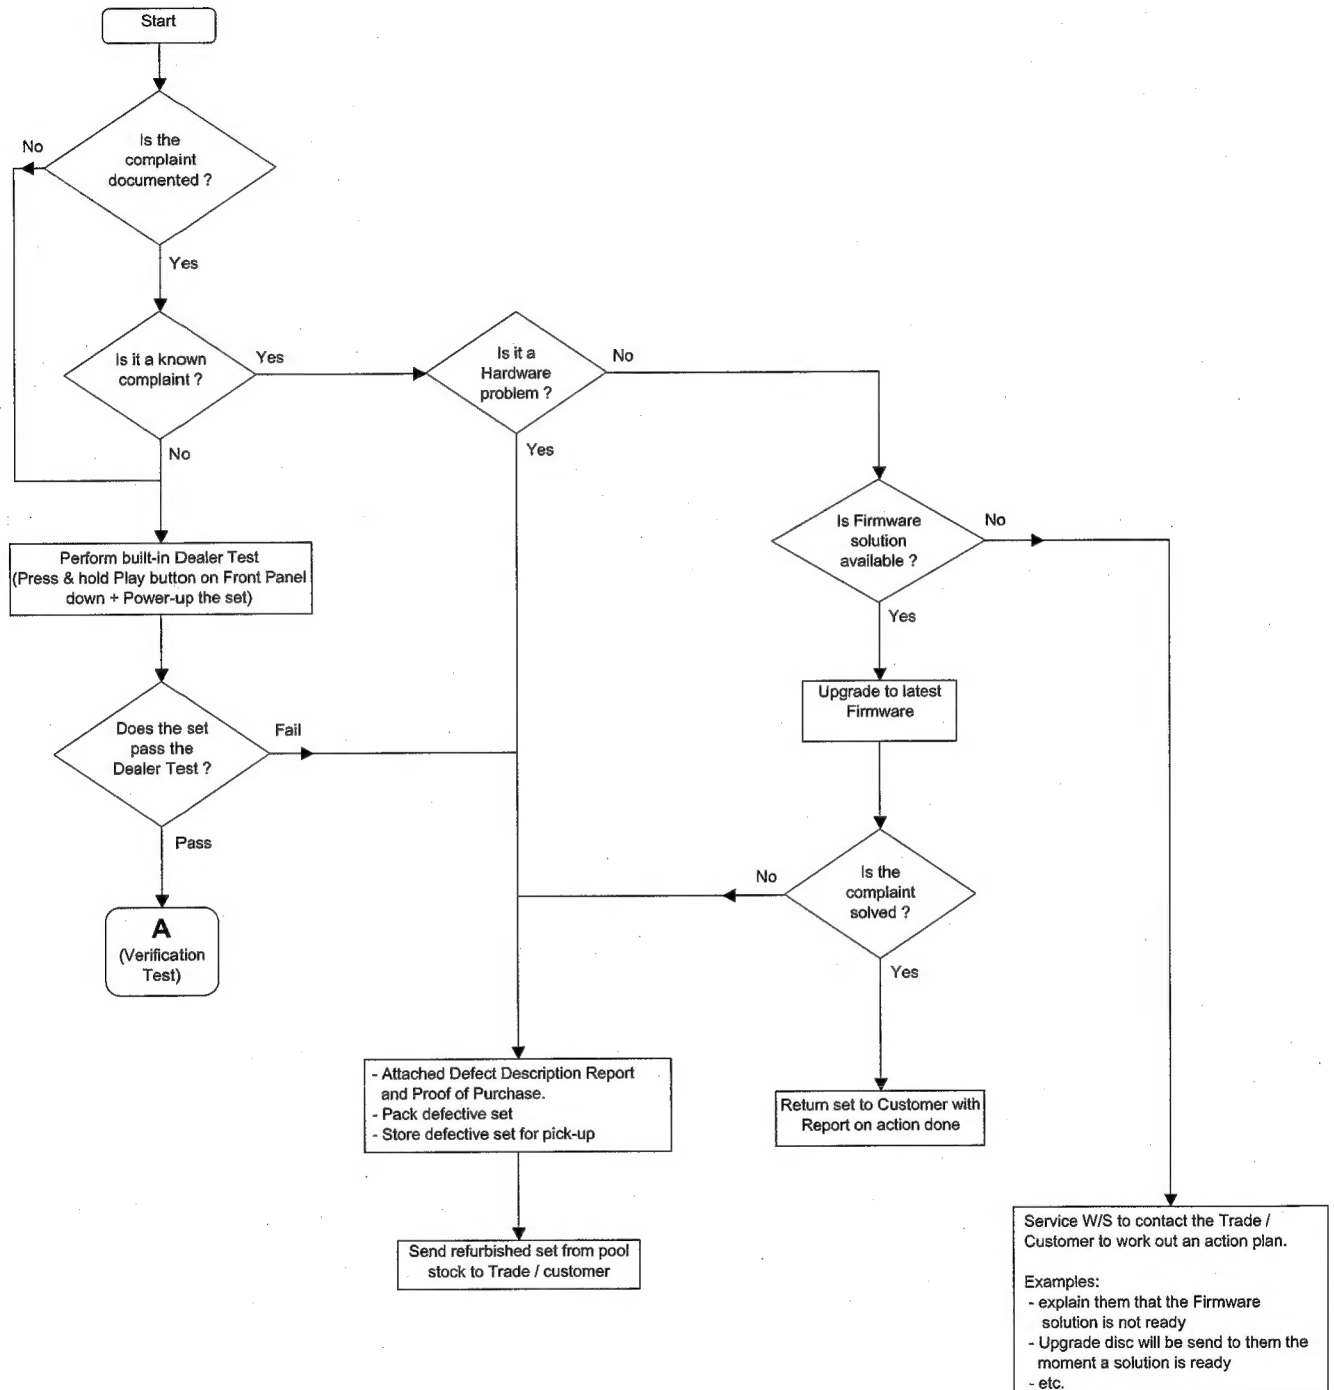 Start
Is the
complaint
documented ?
No
Yes
Is it a known
complaint ?
Yes
No
Is it a
Hardware
problem ?
No
Yes
Is Firmware
solution
available ?
No
Yes
Perform built-in Dealer Test
(Press & hold Play button on Front Panel
down + Power-up the set)
Upgrade to latest
Firmware
Does the set
pass the
Dealer Test ?
Fail
Pass
Is the
complaint
solved ?
No
Yes
A
(Verification
Test)
- Attached Defect Description Report
and Proof of Purchase.
- Pack defective set
- Store defective set for pick-up
Return set to Customer with
Report on action done
Send refurbished set from pool
stock to Trade / customer
Service W/S to contact the Trade /
Customer to work out an action plan.
Examples:
- explain them that the Firmware
solution is not ready
- Upgrade disc will be send to them the
moment a solution is ready
- etc.